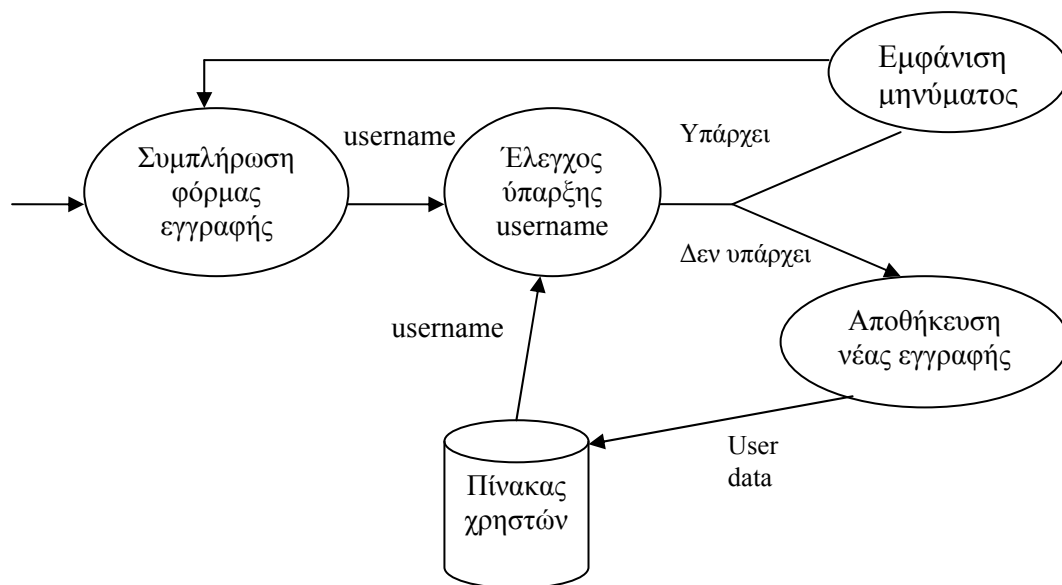 Εμφάνιση
μηνύματος
Συμπλήρωση
φόρμας
εγγραφής
username
Έλεγχος
ύπαρξης
username
Υπάρχει
Δεν υπάρχει
username
Αποθήκευση
νέας εγγραφής
User
data
Πίνακας
χρηστών